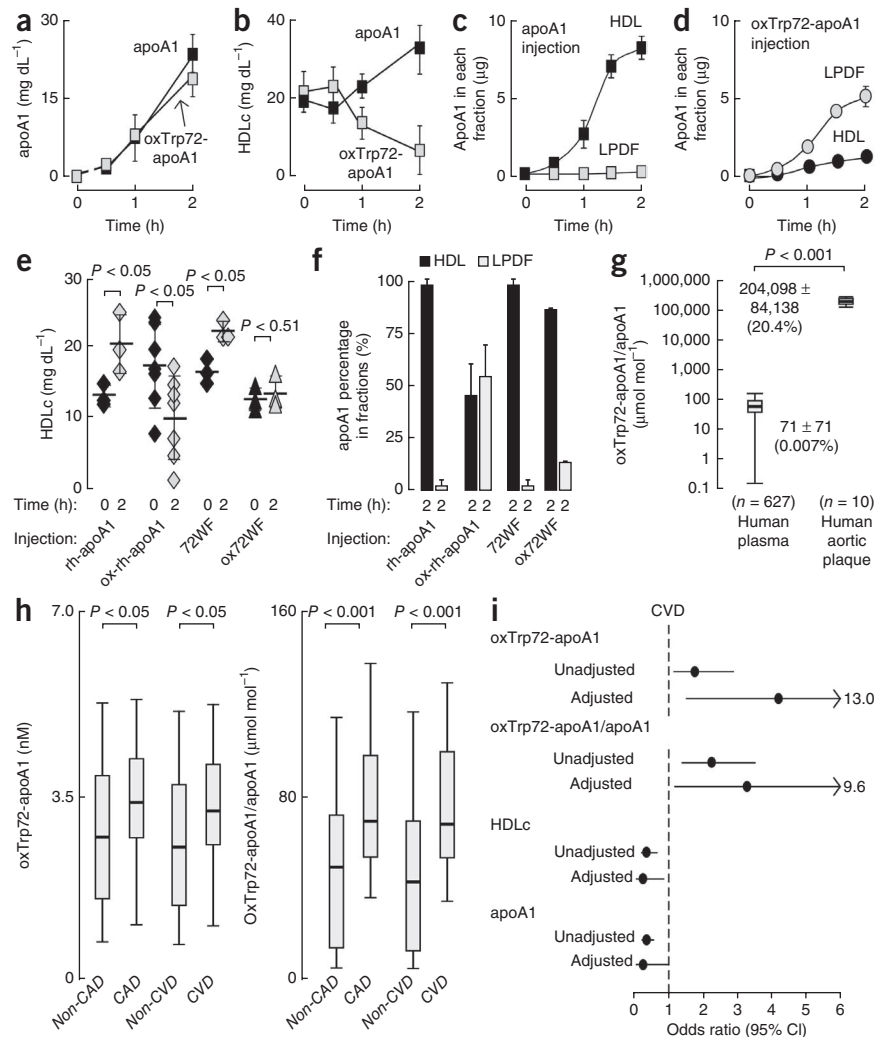 a
apoA1 (mg dL–1)
30
15
0
apoA1
oxTrp72-
apoA1
0
1
2
Time (h)
b
HDLc (mg dL–1)
40
20
0
apoA1
oxTrp72-
apoA1
0
1
2
Time (h)
c
ApoA1 in each
fraction (μg)
10
5
0
apoA1
injection
HDL
LPDF
0
1
2
Time (h)
d
ApoA1 in each
fraction (μg)
10
5
0
oxTrp72-apoA1
injection
LPDF
HDL
0
1
2
Time (h)
e
HDLc (mg dL–1)
30
20
10
0
P < 0.05
P < 0.05
P < 0.05
P < 0.51
Time (h): 0 2 0 2 0 2 0 2
Injection:
rh-apoA1
ox-rh-apoA1
72WF
ox72WF
f
HDL
LPDF
apoA1 percentage
in fractions (%)
100
75
50
25
0
Time (h): 2 2 2 2 2 2 2 2
Injection:
rh-apoA1
ox-rh-apoA1
72WF
ox72WF
g
oxTrp72-apoA1/apoA1
(μmol mol–1)
P < 0.001
1,000,000
100,000
10,000
1,000
100
10
1
0.1
204,098 ±
84,138
(20.4%)
71 ± 71
(0.007%)
(n = 627)
Human
plasma
(n = 10)
Human
aortic
plaque
h
oxTrp72-apoA1 (nM)
7.0
3.5
0
P < 0.05
P < 0.05
Non-CAD
CAD
Non-CVD
CVD
OxTrp72-apoA1/apoA1 (μmol mol–1)
160
80
0
P < 0.001
P < 0.001
Non-CAD
CAD
Non-CVD
CVD
i
CVD
oxTrp72-apoA1
Unadjusted
Adjusted
13.0
oxTrp72-apoA1/apoA1
Unadjusted
Adjusted
9.6
HDLc
Unadjusted
Adjusted
apoA1
Unadjusted
Adjusted
0 1 2 3 4 5 6
Odds ratio (95% CI)